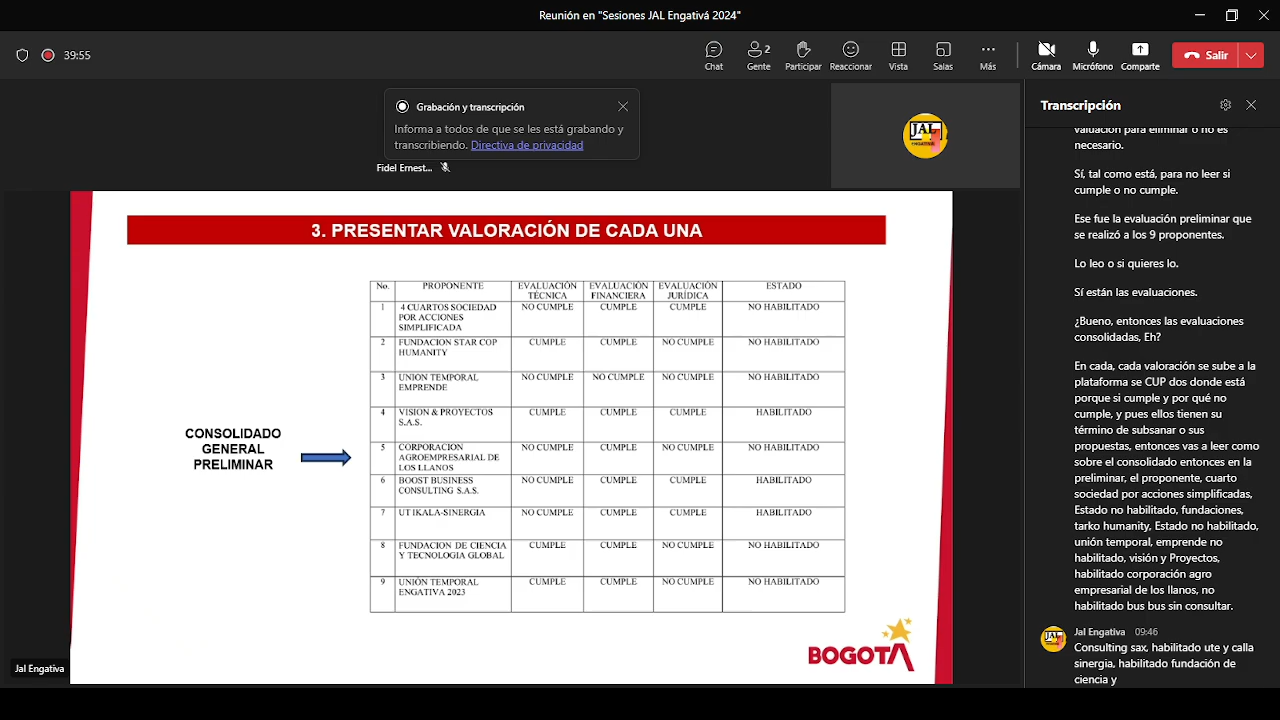 Reunión en "Sesiones JAL Engativá 2024"
39:55
Chat
2
Gente
Participar
Reaccionar
Vista
Salas
Más
Cámara
Micrófono
Comparte
Salir
Grabación y transcripción
Informa a todos de que se les está grabando y
transcribiendo. Directiva de privacidad
Fidel Ernest...
JAL
ENGATIVÁ
3. PRESENTAR VALORACIÓN DE CADA UNA
CONSOLIDADO
GENERAL
PRELIMINAR
No. PROPONENTE EVALUACIÓN TÉCNICA EVALUACIÓN FINANCIERA EVALUACIÓN JURÍDICA ESTADO
1 4 CUARTOS SOCIEDAD POR ACCIONES SIMPLIFICADA NO CUMPLE CUMPLE CUMPLE NO HABILITADO
2 FUNDACION STAR COP HUMANITY CUMPLE CUMPLE NO CUMPLE NO HABILITADO
3 UNION TEMPORAL EMPRENDE NO CUMPLE NO CUMPLE NO CUMPLE NO HABILITADO
4 VISION & PROYECTOS S.A.S. CUMPLE CUMPLE CUMPLE HABILITADO
5 CORPORACION AGROEMPRESARIAL DE LOS LLANOS NO CUMPLE CUMPLE NO CUMPLE NO HABILITADO
6 BOOST BUSINESS CONSULTING S.A.S. NO CUMPLE CUMPLE CUMPLE HABILITADO
7 UT IKALA-SINERGIA NO CUMPLE CUMPLE CUMPLE HABILITADO
8 FUNDACION DE CIENCIA Y TECNOLOGIA GLOBAL CUMPLE CUMPLE NO CUMPLE NO HABILITADO
9 UNIÓN TEMPORAL ENGATIVA 2023 CUMPLE CUMPLE NO CUMPLE NO HABILITADO
BOGOTÁ
Jal Engativa
Transcripción
valuación para eliminar o no es
necesario.
Sí, tal como está, para no leer si
cumple o no cumple.
Ese fue la evaluación preliminar que
se realizó a los 9 proponentes.
Lo leo o si quieres lo.
Sí están las evaluaciones.
¿Bueno, entonces las evaluaciones
consolidadas, Eh?
En cada, cada valoración se sube a la
plataforma se CUP dos donde está
porque si cumple y por qué no
cumple, y pues ellos tienen su
término de subsanar o sus
propuestas, entonces vas a leer como
sobre el consolidado entonces en la
preliminar, el proponente, cuarto
sociedad por acciones simplificadas,
Estado no habilitado, fundaciones,
tarko humanity, Estado no habilitado,
unión temporal, emprende no
habilitado, visión y Proyectos,
habilitado corporación agro
empresarial de los llanos, no
habilitado bus bus sin consultar.
Jal Engativa 09:46
Consulting sax, habilitado ute y calla
sinergia, habilitado fundación de
ciencia y